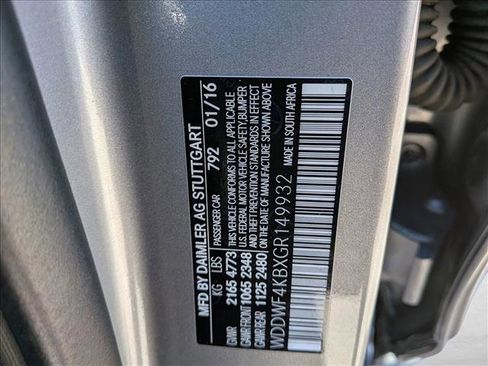 MFD BY DAIMLER AG STUTTGART
PASSENGER CAR 792 01/16
KG LBS THIS VEHICLE CONFORMS TO ALL APPLICABLE
GVWR 2165 4773 U.S. FEDERAL MOTOR VEHICLE SAFETY, BUMPER
GAWR FRONT 1065 2348 AND THEFT PREVENTION STANDARDS IN EFFECT
GAWR REAR 1125 2480 ON THE DATE OF MANUFACTURE SHOWN ABOVE
WDDWF4KBXGR149932 MADE IN SOUTH AFRICA